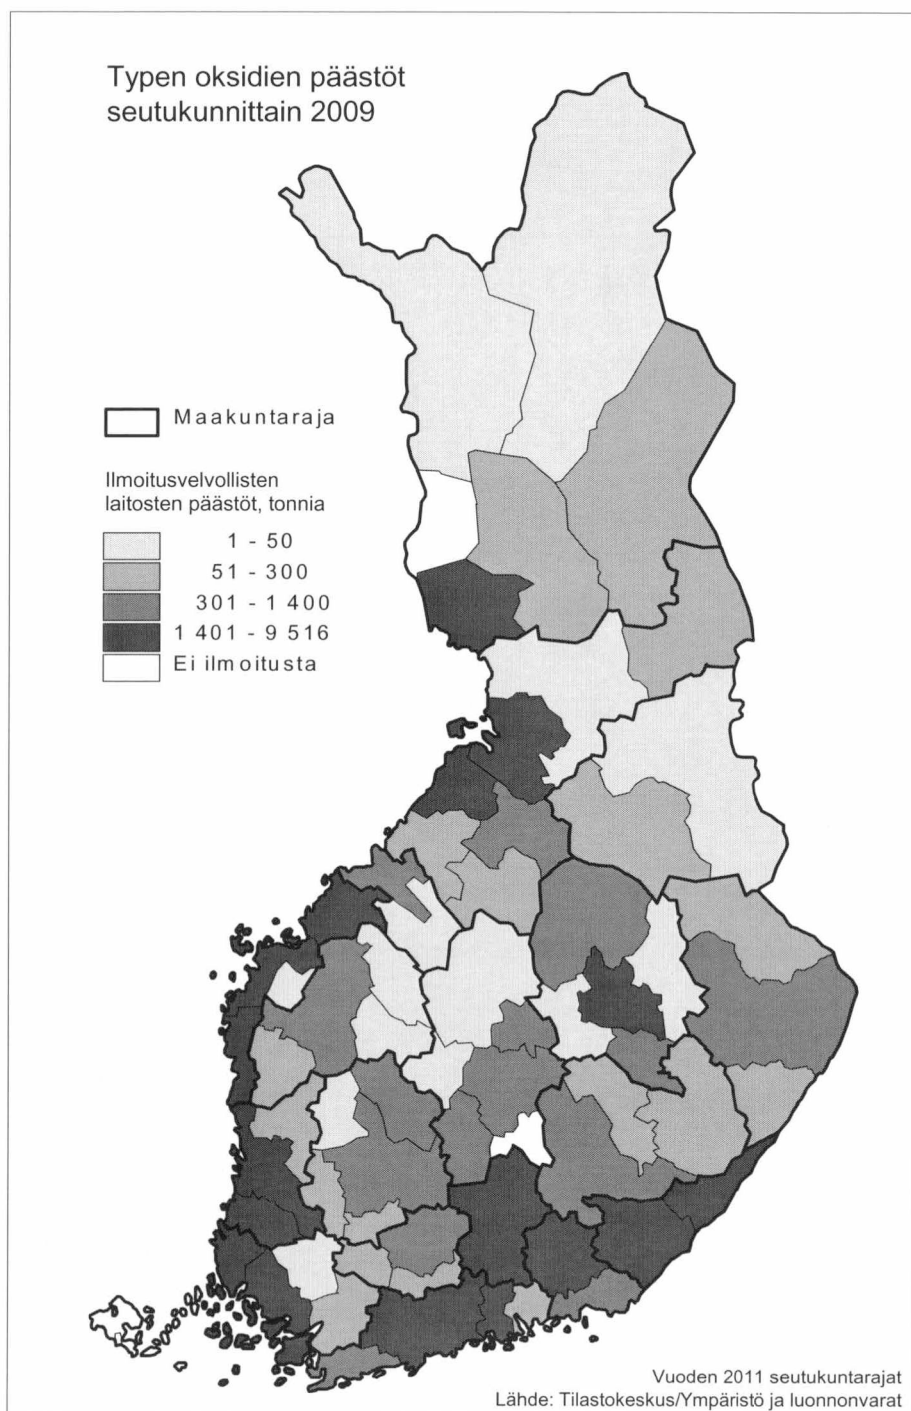 Typen oksidien päästöt
seutukunnittain 2009
Maakuntaraja
Ilmoitusvelvollisten
laitosten päästöt, tonnia
1 - 50
51 - 300
301 - 1 400
1 401 - 9 516
Ei ilmoitusta
Vuoden 2011 seutukuntarajat
Lähde: Tilastokeskus/Ympäristö ja luonnonvarat